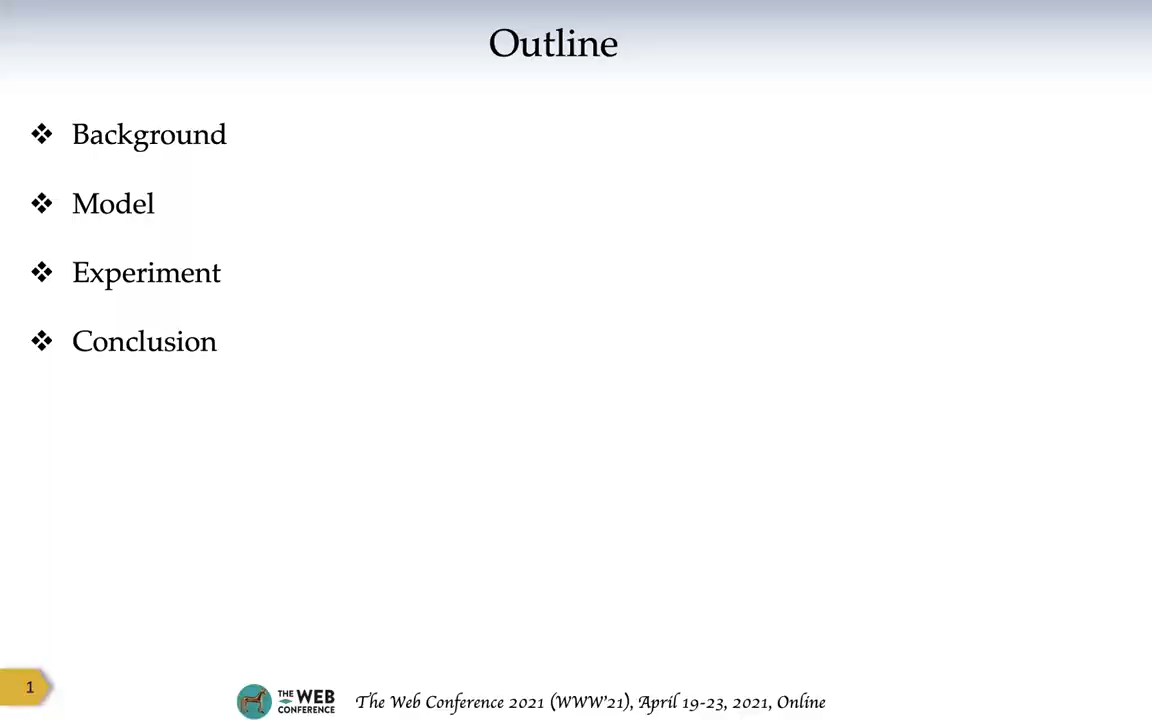 Outline
❖ Background
❖ Model
❖ Experiment
❖ Conclusion
1
THE WEB CONFERENCE
The Web Conference 2021 (WWW'21), April 19-23, 2021, Online